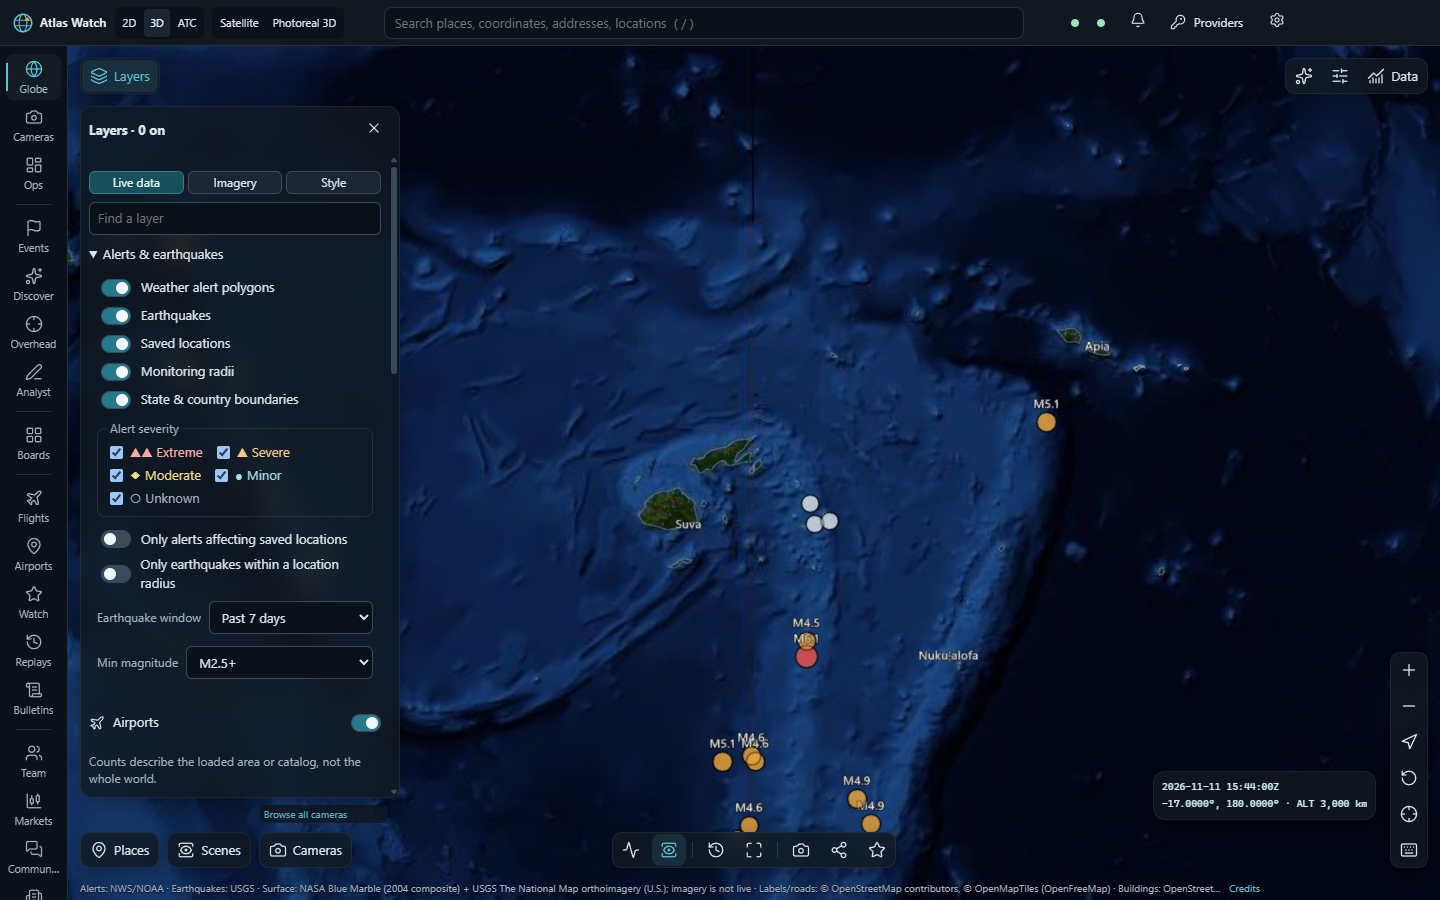 Atlas Watch
2D 3D ATC
Satellite Photoreal 3D
Search places, coordinates, addresses, locations ( / )
Providers
Globe
Cameras
Ops
Events
Discover
Overhead
Analyst
Boards
Flights
Airports
Watch
Replays
Bulletins
Team
Markets
Commun...
Layers
Data
Layers · 0 on
Live data Imagery Style
Find a layer
▼ Alerts & earthquakes
Weather alert polygons
Earthquakes
Saved locations
Monitoring radii
State & country boundaries
Alert severity
▲▲ Extreme ▲ Severe
◆ Moderate ● Minor
○ Unknown
Only alerts affecting saved locations
Only earthquakes within a location
radius
Earthquake window Past 7 days
Min magnitude M2.5+
Airports
Counts describe the loaded area or catalog, not the
whole world.
Browse all cameras
Places Scenes Cameras
Apia
M5.1
Suva
M4.5
M6.1
Nukuʻalofa
M5.1 M4.6
M4.6
M4.9
M4.6
M4.9
2026-11-11 15:44:00Z
-17.0000°, 180.0000° · ALT 3,000 km
Alerts: NWS/NOAA · Earthquakes: USGS · Surface: NASA Blue Marble (2004 composite) + USGS The National Map orthoimagery (U.S.); imagery is not live · Labels/roads: © OpenStreetMap contributors, © OpenMapTiles (OpenFreeMap) · Buildings: OpenStreet... Credits